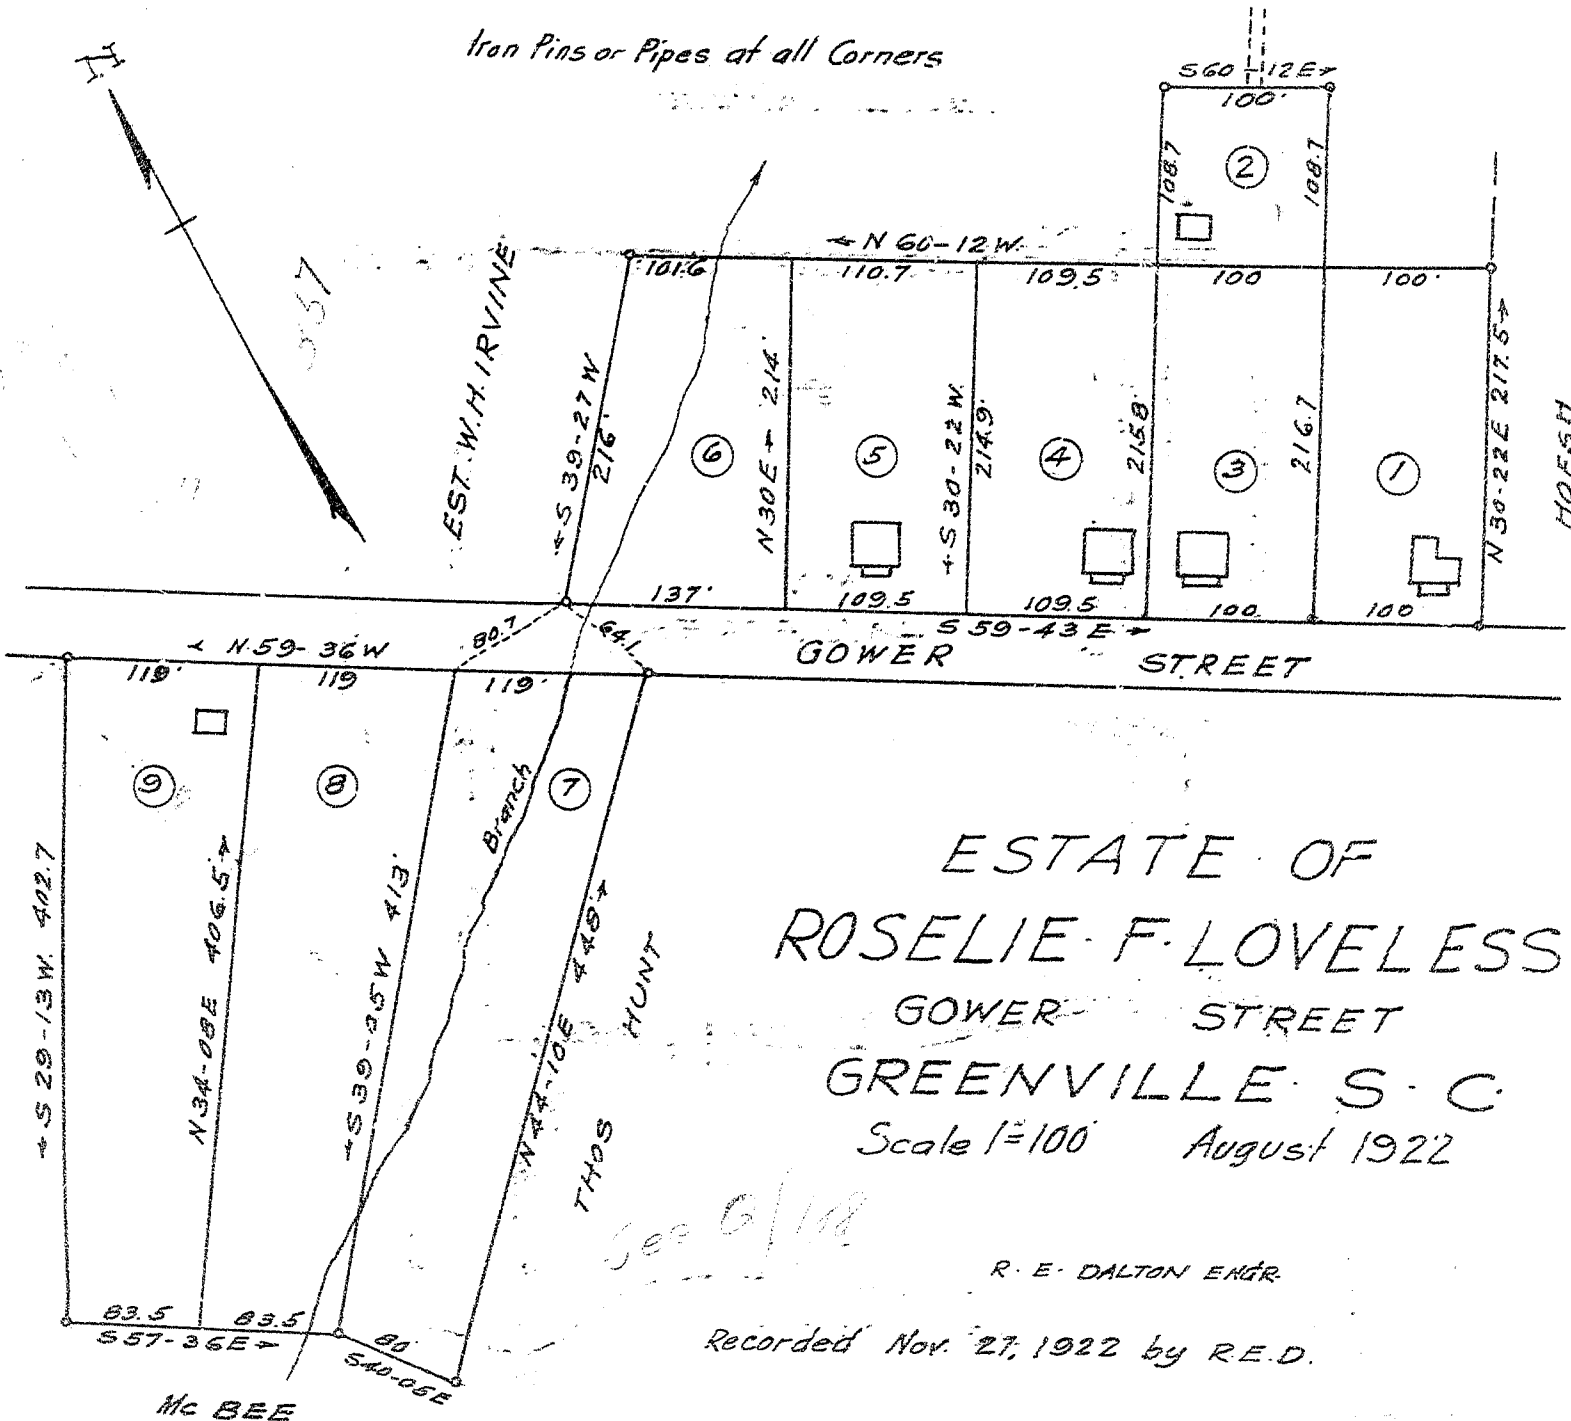 Iron Pins or Pipes at all Corners
S 60-12 E
100'
108.7
2
108.7
N 60-12 W.
101.6
110.7
109.5
100
100'
557
EST. W.H. IRVINE
S 39-27 W
216'
6
N 30 E
214'
5
S 30-22 W.
214.9'
4
215.8
3
216.7
1
N 30-22 E 217.5
137'
109.5
109.5
100
100
S 59-43 E
80.7
64.1
N. 59-36 W
GOWER STREET
119'
119
119'
9
8
7
Branch
S 29-13 W. 402.7
N 34-08 E 406.5'
S 39-05 W 413'
N 44-10 E 448'
THOS HUNT
ESTATE OF
ROSELIE F. LOVELESS
GOWER STREET
GREENVILLE S.C.
Scale 1"=100' August 1922
See G/118
R. E. DALTON ENGR.
83.5
83.5
S 57-36 E
80'
S 40-05 E
Recorded Nov. 27, 1922 by R.E.D.
Mc BEE